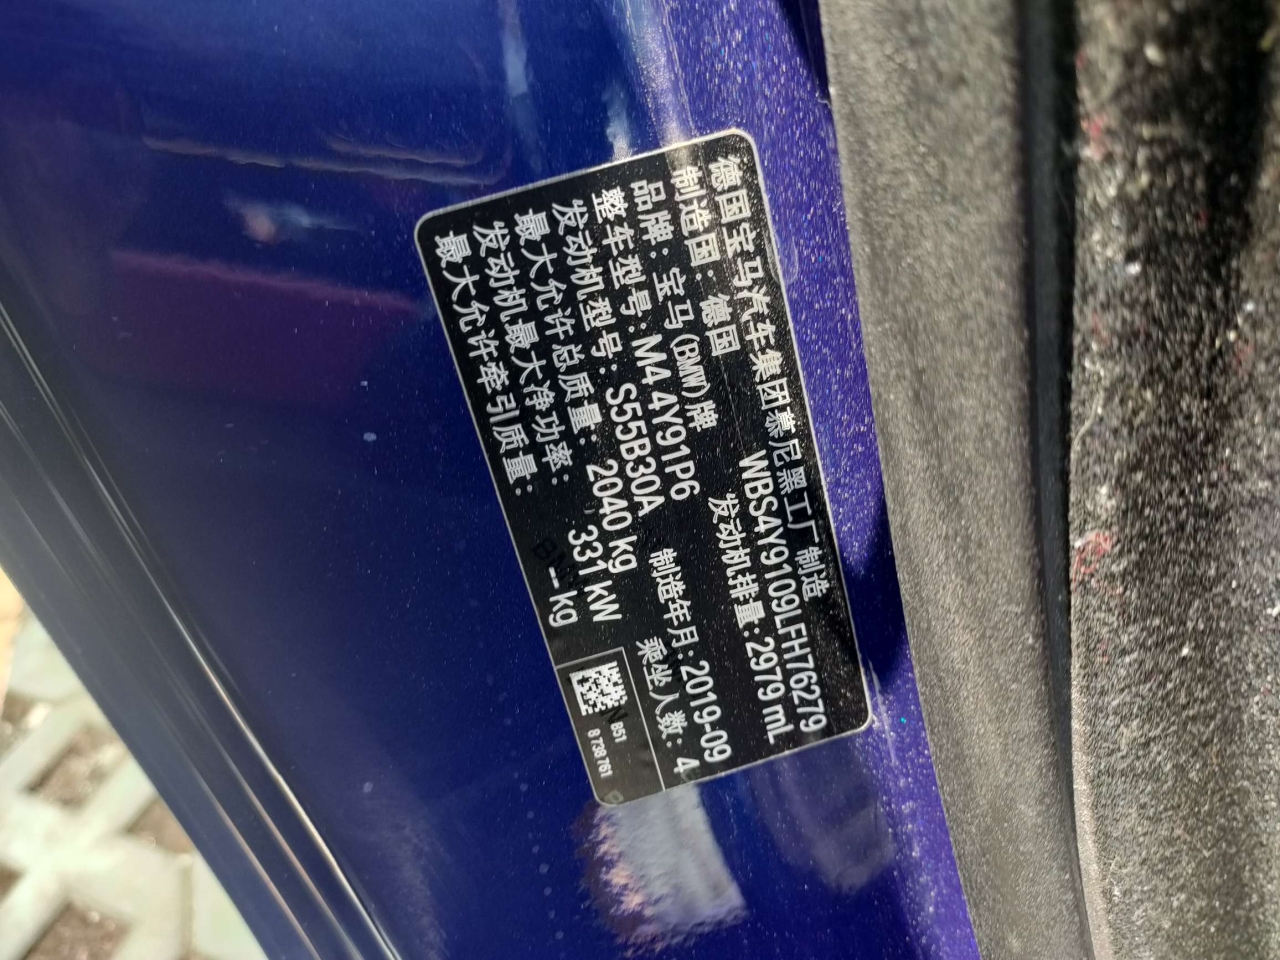 德国宝马汽车集团慕尼黑工厂制造
制造国：德国 WBS4Y9109LFH76279
品牌：宝马(BMW)牌 发动机排量：2979 mL
整车型号：M4 4Y91P6
发动机型号：S55B30A 制造年月：2019-09
最大允许总质量：2040 kg 乘坐人数：4
发动机最大净功率：331 kW
最大允许牵引质量：-- kg
B51
8 738 761